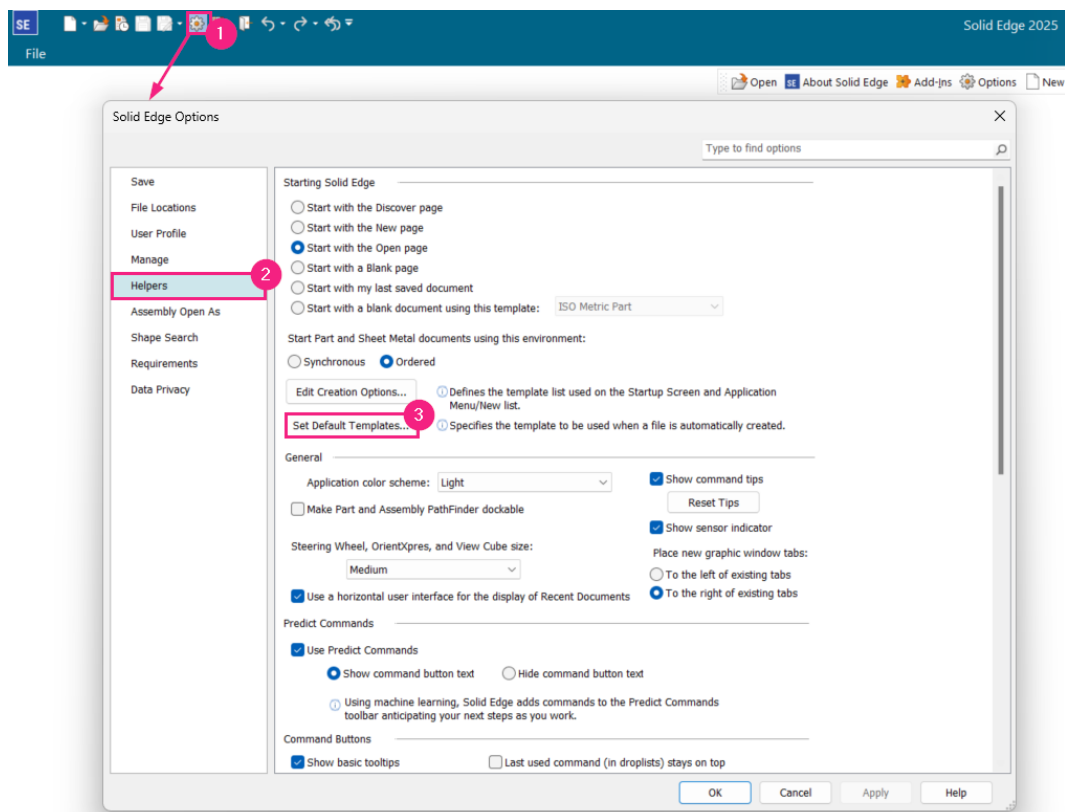 SE
1
Solid Edge 2025
File
Open SE About Solid Edge Add-Ins Options New
Solid Edge Options
Type to find options
Save
File Locations
User Profile
Manage
2
Helpers
Assembly Open As
Shape Search
Requirements
Data Privacy
Starting Solid Edge
Start with the Discover page
Start with the New page
Start with the Open page
Start with a Blank page
Start with my last saved document
Start with a blank document using this template: ISO Metric Part
Start Part and Sheet Metal documents using this environment:
Synchronous Ordered
Edit Creation Options... Defines the template list used on the Startup Screen and Application
Menu/New list.
3
Set Default Templates... Specifies the template to be used when a file is automatically created.
General
Application color scheme: Light
Make Part and Assembly PathFinder dockable
Steering Wheel, OrientXpres, and View Cube size:
Medium
Use a horizontal user interface for the display of Recent Documents
Show command tips
Reset Tips
Show sensor indicator
Place new graphic window tabs:
To the left of existing tabs
To the right of existing tabs
Predict Commands
Use Predict Commands
Show command button text Hide command button text
Using machine learning, Solid Edge adds commands to the Predict Commands
toolbar anticipating your next steps as you work.
Command Buttons
Show basic tooltips Last used command (in droplists) stays on top
OK Cancel Apply Help